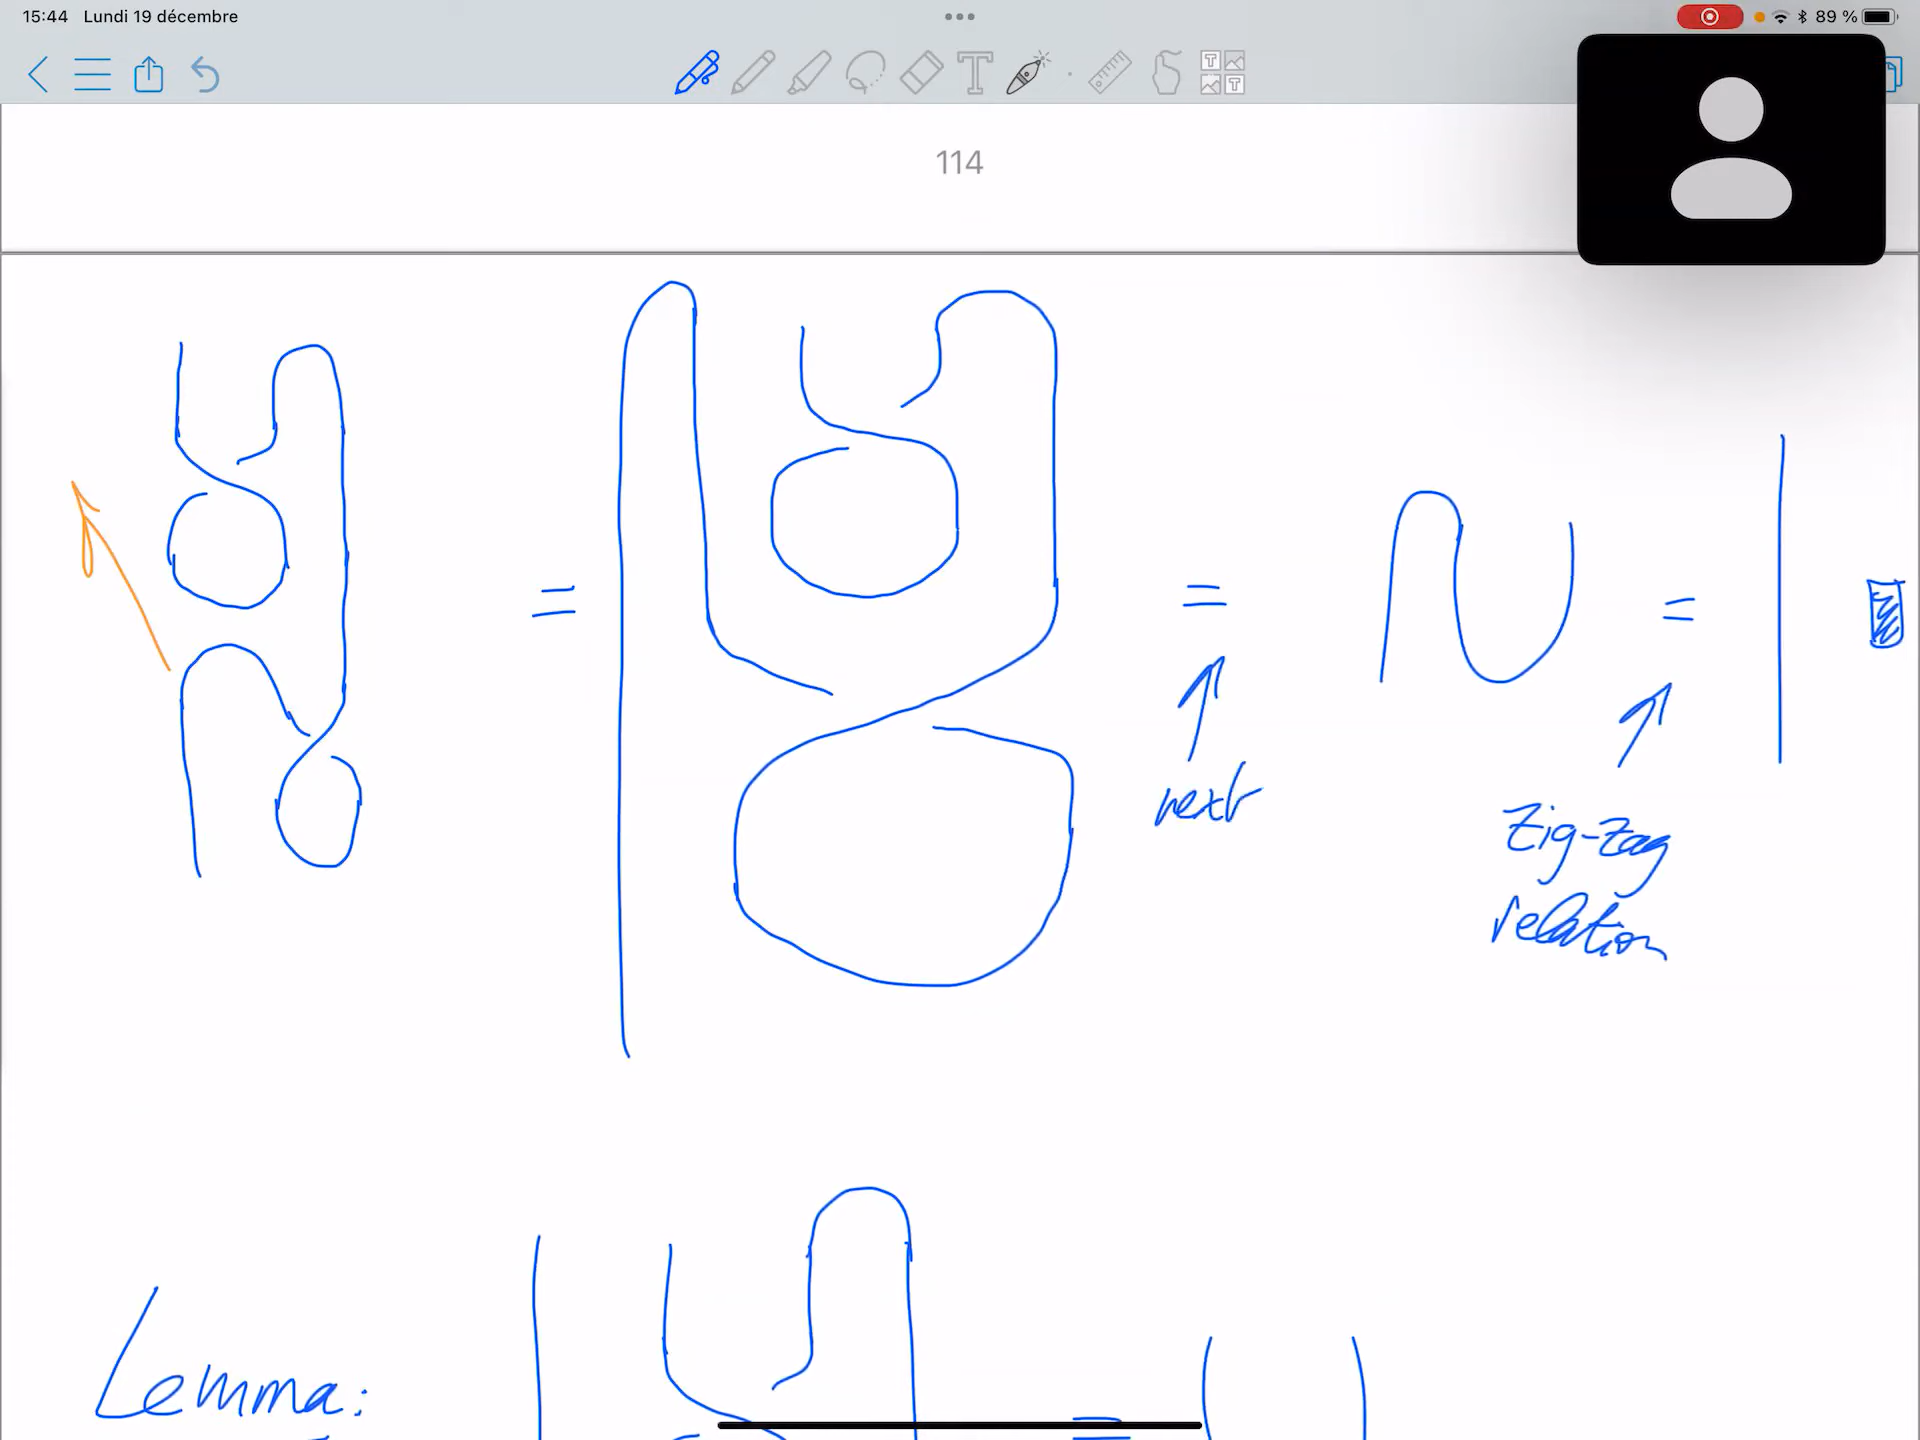 15:44 Lundi 19 décembre
89 %
114
=
=
=
next
Zig-Zag
relation
Lemma:
=